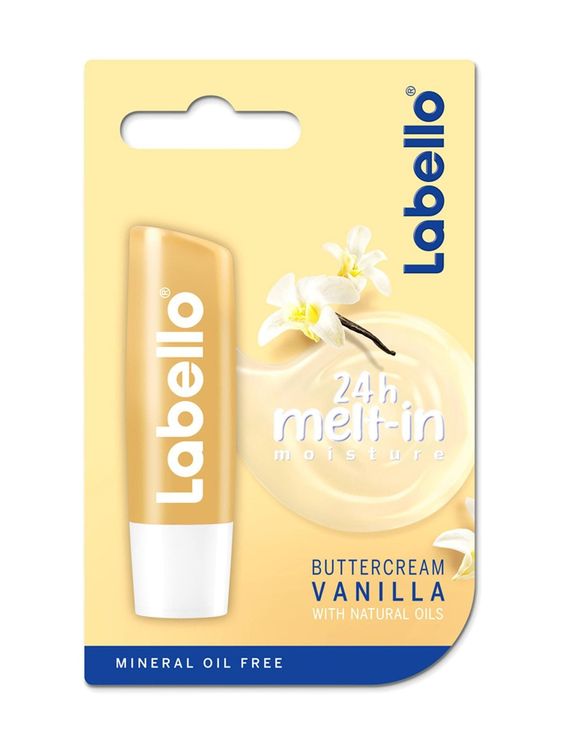 Labello®
Labello®
24h
melt-in
moisture
BUTTERCREAM
VANILLA
WITH NATURAL OILS
MINERAL OIL FREE